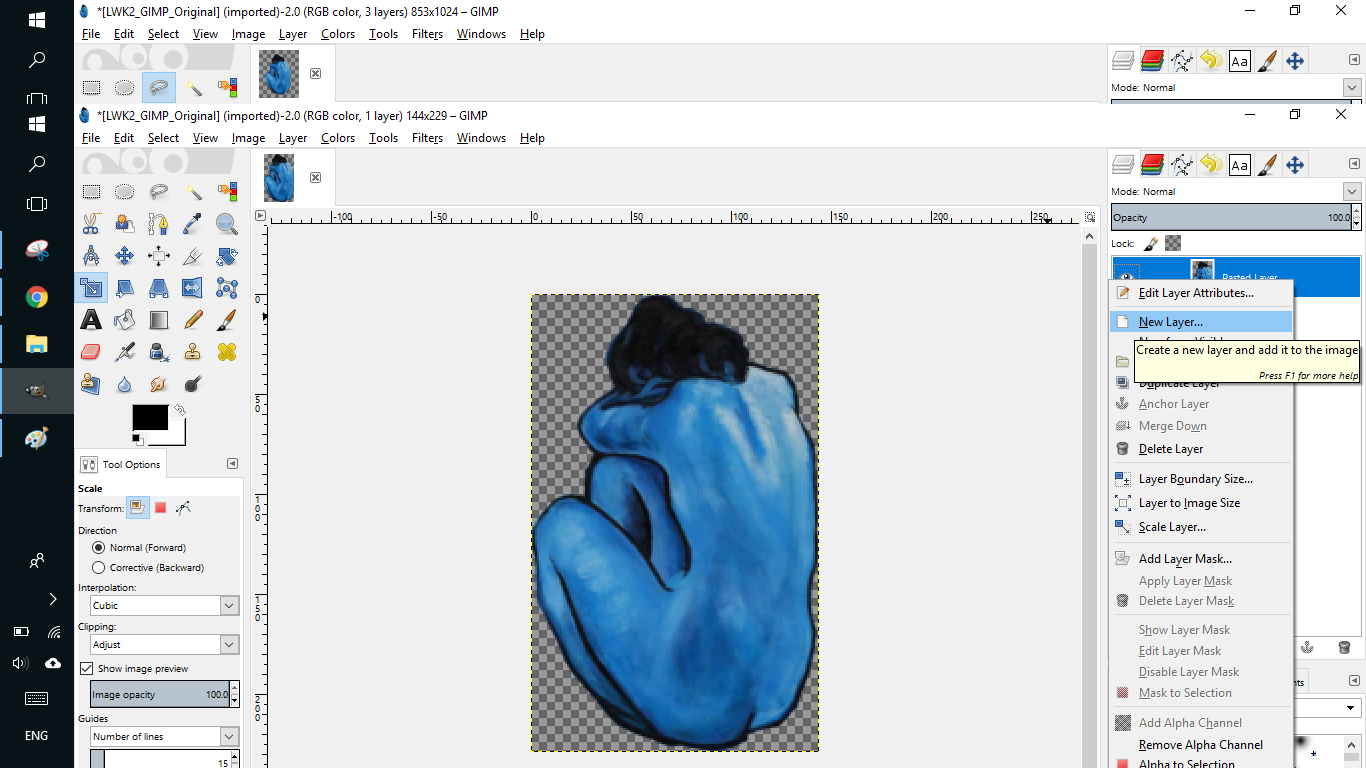 *[LWK2_GIMP_Original] (imported)-2.0 (RGB color, 3 layers) 853x1024 – GIMP
File Edit Select View Image Layer Colors Tools Filters Windows Help
Aa
Mode: Normal
*[LWK2_GIMP_Original] (imported)-2.0 (RGB color, 1 layer) 144x229 – GIMP
File Edit Select View Image Layer Colors Tools Filters Windows Help
Aa
Mode: Normal
Opacity 100.0
Lock:
-100 -50 0 50 100 150 200 250
0
50
100
150
200
Pasted Layer
Edit Layer Attributes...
New Layer...
Create a new layer and add it to the image
Press F1 for more help
Duplicate Layer
Anchor Layer
Merge Down
Delete Layer
Layer Boundary Size...
Layer to Image Size
Scale Layer...
Add Layer Mask...
Apply Layer Mask
Delete Layer Mask
Show Layer Mask
Edit Layer Mask
Disable Layer Mask
Mask to Selection
Add Alpha Channel
Remove Alpha Channel
Alpha to Selection
Tool Options
Scale
Transform:
Direction
Normal (Forward)
Corrective (Backward)
Interpolation:
Cubic
Clipping:
Adjust
Show image preview
Image opacity 100.0
Guides
Number of lines
15
ENG